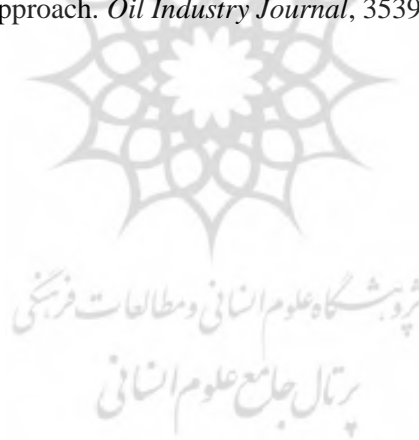 pproach. Oil Industry Journal, 3539
پژوهشگاه علوم انسانی و مطالعات فرهنگی
پرتال جامع علوم انسانی